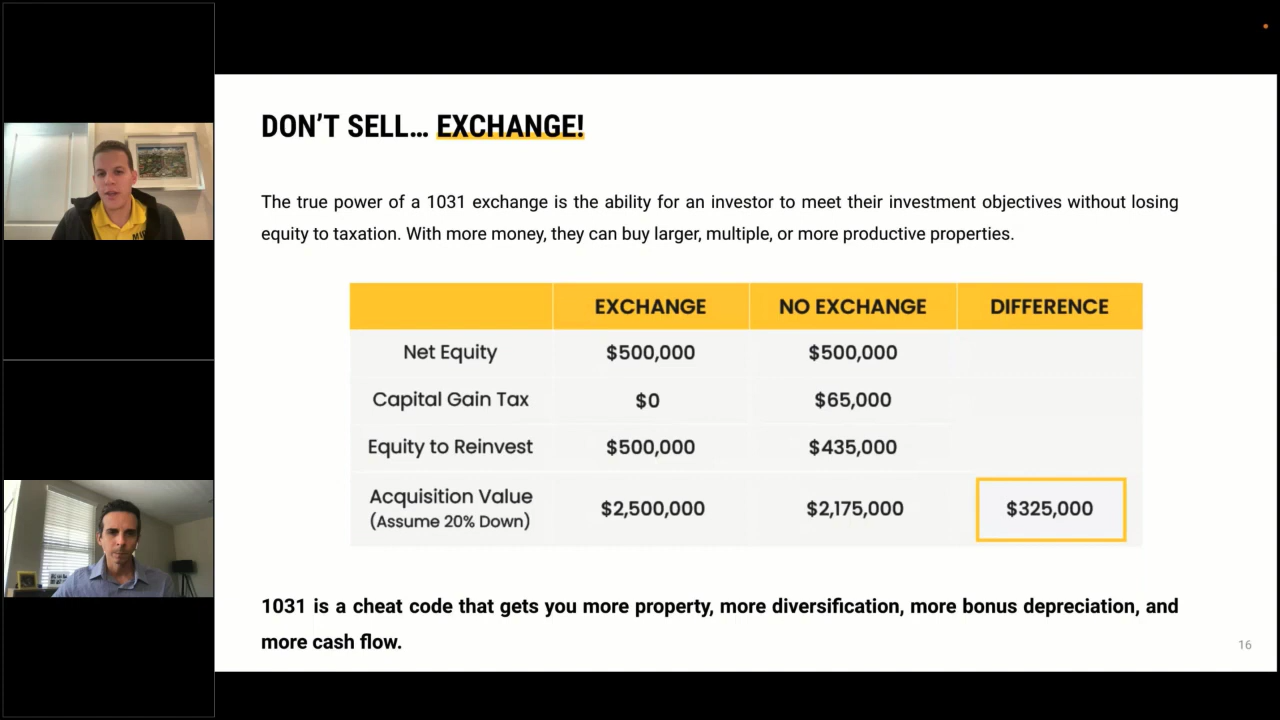 DON’T SELL... EXCHANGE!
The true power of a 1031 exchange is the ability for an investor to meet their investment objectives without losing
equity to taxation. With more money, they can buy larger, multiple, or more productive properties.
EXCHANGE NO EXCHANGE DIFFERENCE
Net Equity $500,000 $500,000
Capital Gain Tax $0 $65,000
Equity to Reinvest $500,000 $435,000
Acquisition Value
(Assume 20% Down) $2,500,000 $2,175,000 $325,000
1031 is a cheat code that gets you more property, more diversification, more bonus depreciation, and
more cash flow.
16